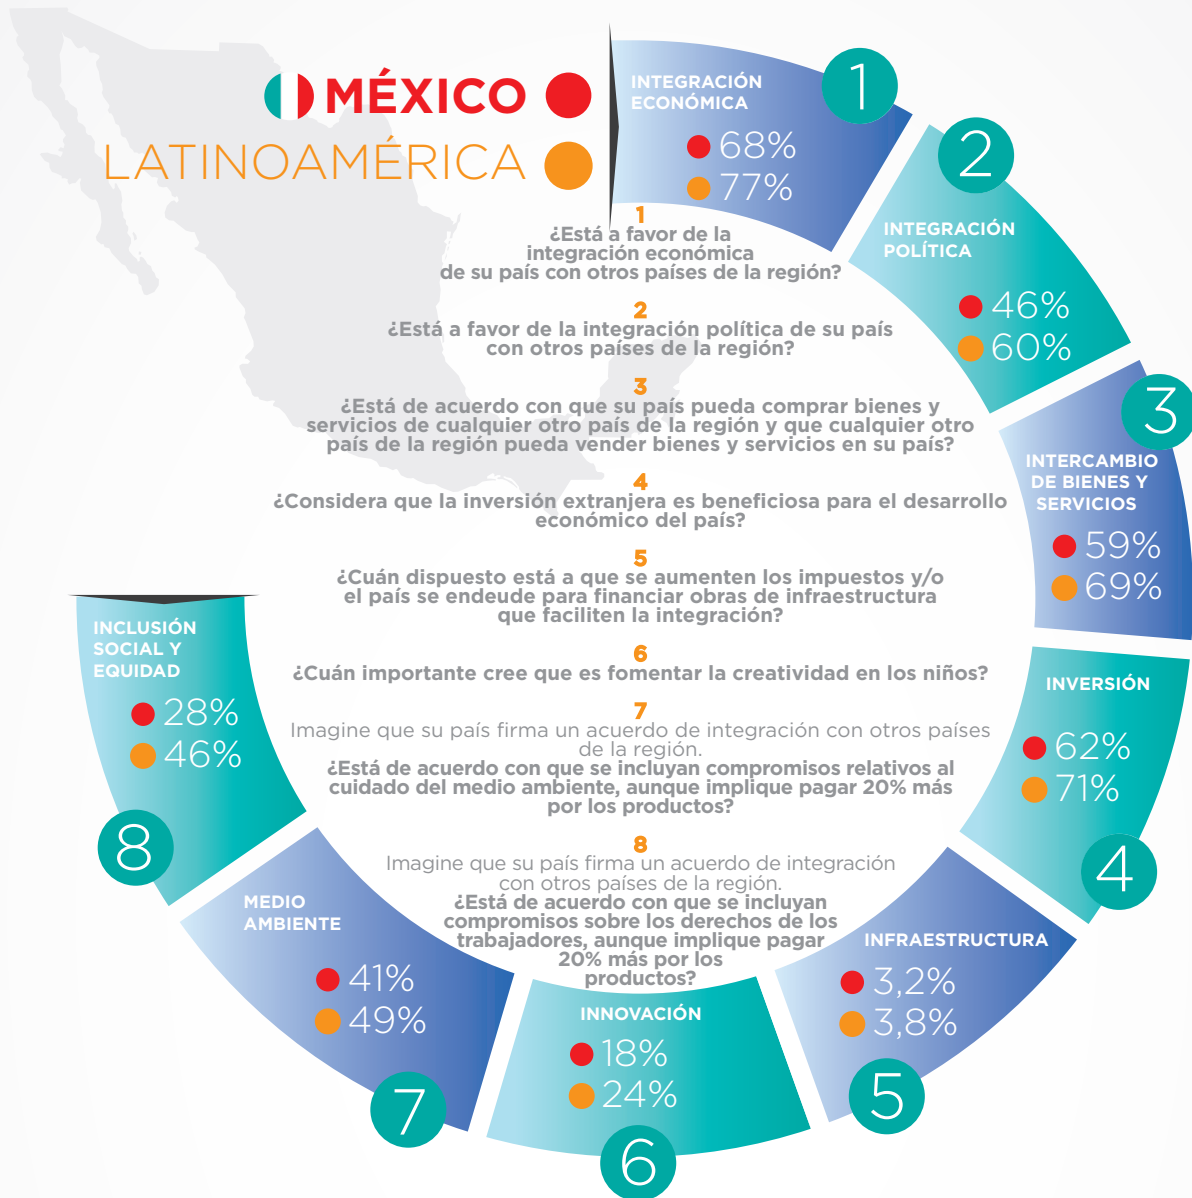 MÉXICO
LATINOAMÉRICA
INTEGRACIÓN
ECONÓMICA
68%
77%
1
INTEGRACIÓN
POLÍTICA
46%
60%
2
INTERCAMBIO
DE BIENES Y
SERVICIOS
59%
69%
3
INVERSIÓN
62%
71%
4
INFRAESTRUCTURA
3,2%
3,8%
5
INNOVACIÓN
18%
24%
6
MEDIO
AMBIENTE
41%
49%
7
INCLUSIÓN
SOCIAL Y
EQUIDAD
28%
46%
8
1
¿Está a favor de la
integración económica
de su país con otros países de la región?
2
¿Está a favor de la integración política de su país
con otros países de la región?
3
¿Está de acuerdo con que su país pueda comprar bienes y
servicios de cualquier otro país de la región y que cualquier otro
país de la región pueda vender bienes y servicios en su país?
4
¿Considera que la inversión extranjera es beneficiosa para el desarrollo
económico del país?
5
¿Cuán dispuesto está a que se aumenten los impuestos y/o
el país se endeude para financiar obras de infraestructura
que faciliten la integración?
6
¿Cuán importante cree que es fomentar la creatividad en los niños?
7
Imagine que su país firma un acuerdo de integración con otros países
de la región.
¿Está de acuerdo con que se incluyan compromisos relativos al
cuidado del medio ambiente, aunque implique pagar 20% más
por los productos?
8
Imagine que su país firma un acuerdo de integración
con otros países de la región.
¿Está de acuerdo con que se incluyan
compromisos sobre los derechos de los
trabajadores, aunque implique pagar
20% más por los
productos?